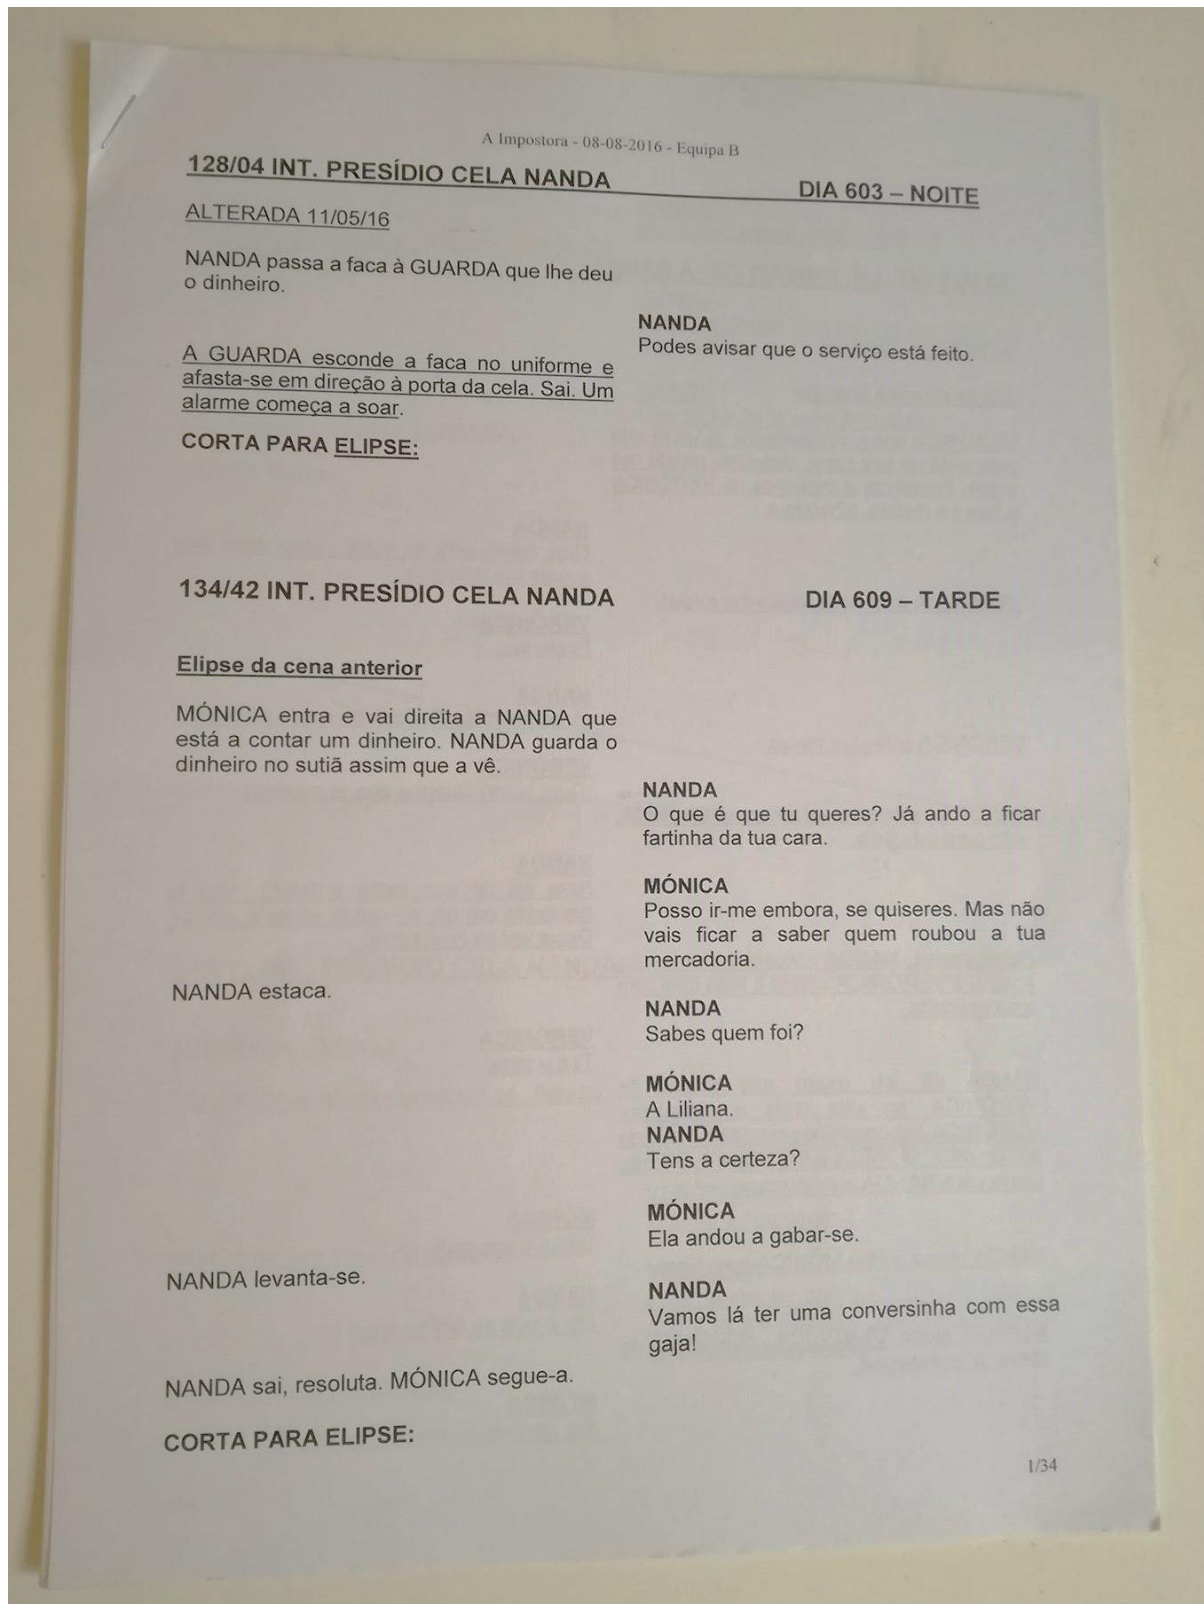 A Impostora - 08-08-2016 - Equipa B
128/04 INT. PRESÍDIO CELA NANDA DIA 603 – NOITE
ALTERADA 11/05/16
NANDA passa a faca à GUARDA que lhe deu
o dinheiro.
NANDA
Podes avisar que o serviço está feito.
A GUARDA esconde a faca no uniforme e
afasta-se em direção à porta da cela. Sai. Um
alarme começa a soar.
CORTA PARA ELIPSE:
134/42 INT. PRESÍDIO CELA NANDA DIA 609 – TARDE
Elipse da cena anterior
MÓNICA entra e vai direita a NANDA que
está a contar um dinheiro. NANDA guarda o
dinheiro no sutiã assim que a vê.
NANDA
O que é que tu queres? Já ando a ficar
fartinha da tua cara.
MÓNICA
Posso ir-me embora, se quiseres. Mas não
vais ficar a saber quem roubou a tua
mercadoria.
NANDA estaca.
NANDA
Sabes quem foi?
MÓNICA
A Liliana.
NANDA
Tens a certeza?
MÓNICA
Ela andou a gabar-se.
NANDA levanta-se.
NANDA
Vamos lá ter uma conversinha com essa
gaja!
NANDA sai, resoluta. MÓNICA segue-a.
CORTA PARA ELIPSE:
1/34